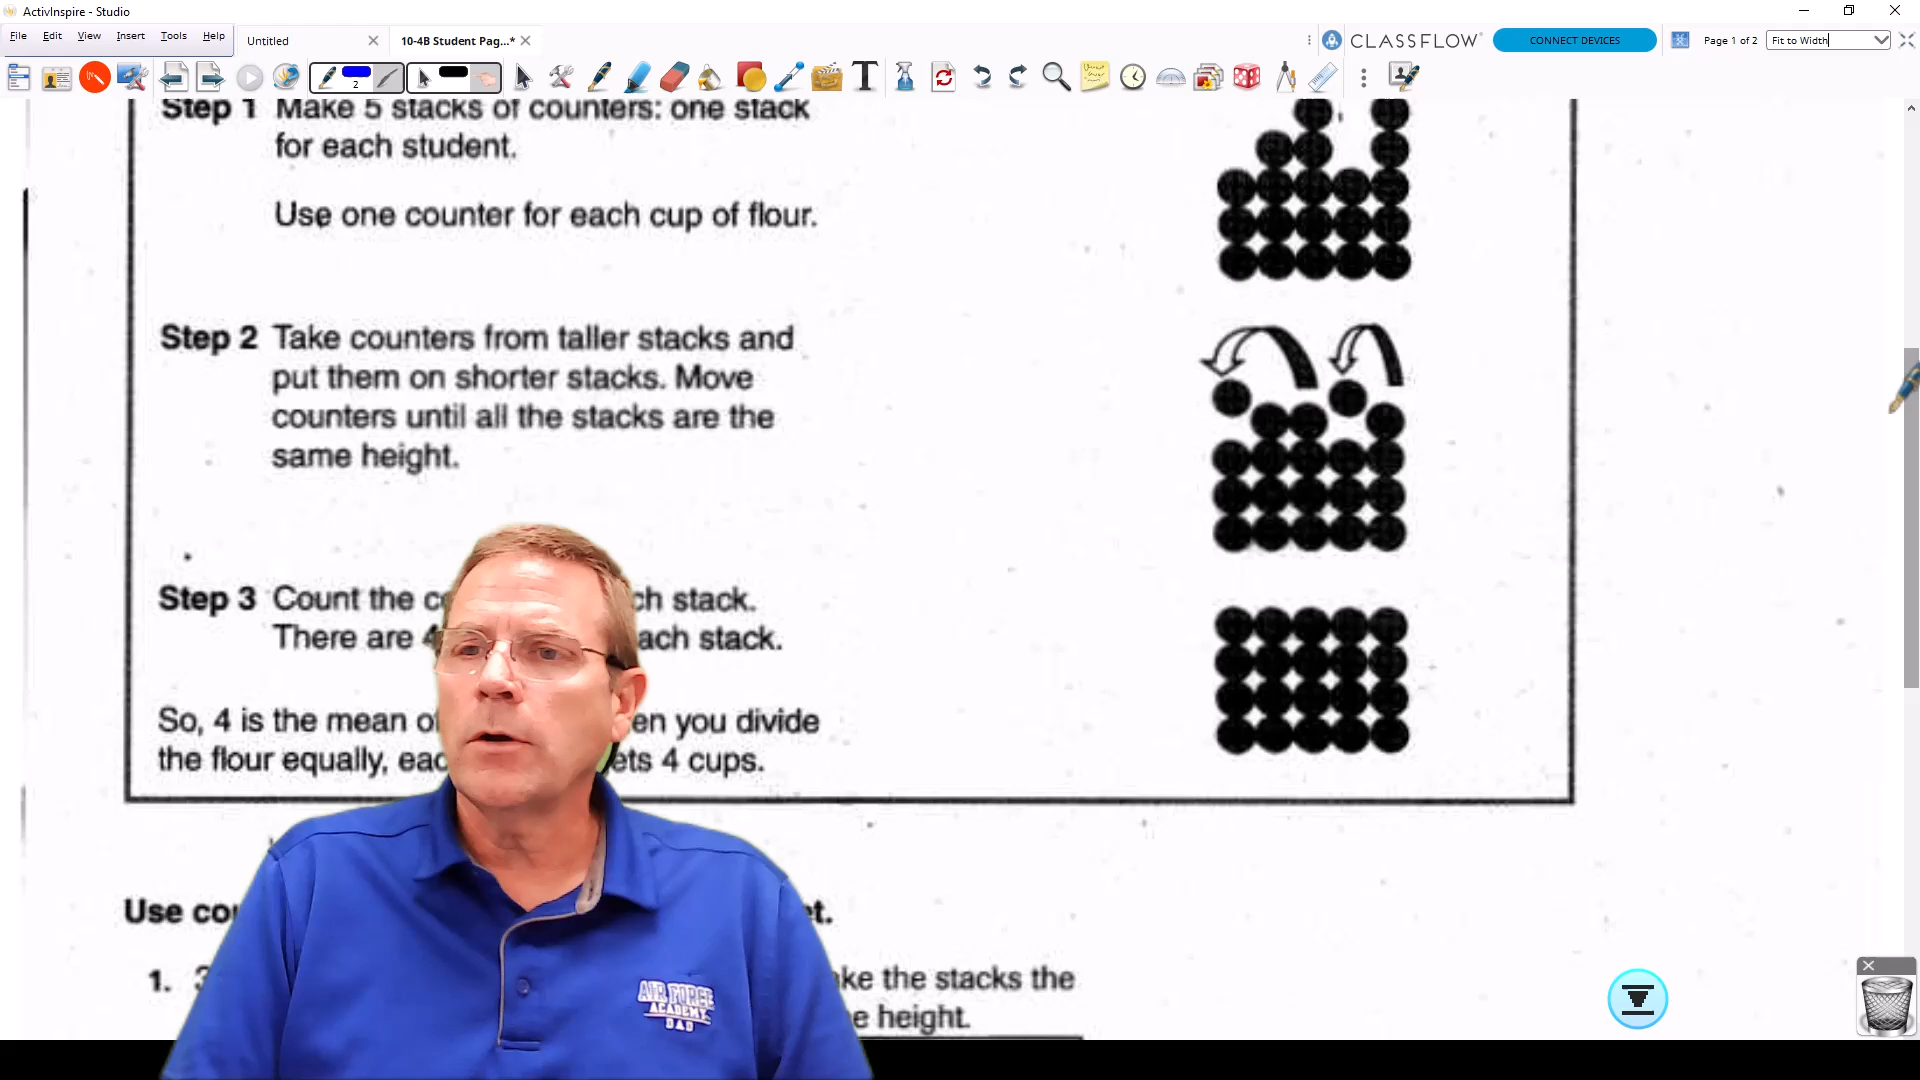 ActivInspire - Studio
File Edit View Insert Tools Help
Untitled
10-4B Student Pag...*
CLASSFLOW
CONNECT DEVICES
Page 1 of 2
Fit to Width
2
T
Step 1 Make 5 stacks of counters: one stack
for each student.
Use one counter for each cup of flour.
Step 2 Take counters from taller stacks and
put them on shorter stacks. Move
counters until all the stacks are the
same height.
Step 3 Count the ch stack.
There are 4 ach stack.
So, 4 is the mean of en you divide
the flour equally, eac ets 4 cups.
Use cou t.
1. 3 ke the stacks the
e height.
AIR FORCE
ACADEMY
DAD